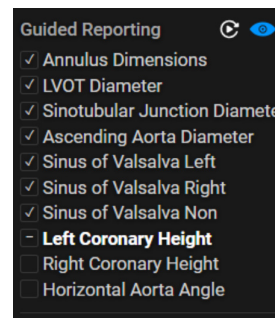 Guided Reporting
Annulus Dimensions
LVOT Diameter
Sinotubular Junction Diamete
Ascending Aorta Diameter
Sinus of Valsalva Left
Sinus of Valsalva Right
Sinus of Valsalva Non
Left Coronary Height
Right Coronary Height
Horizontal Aorta Angle